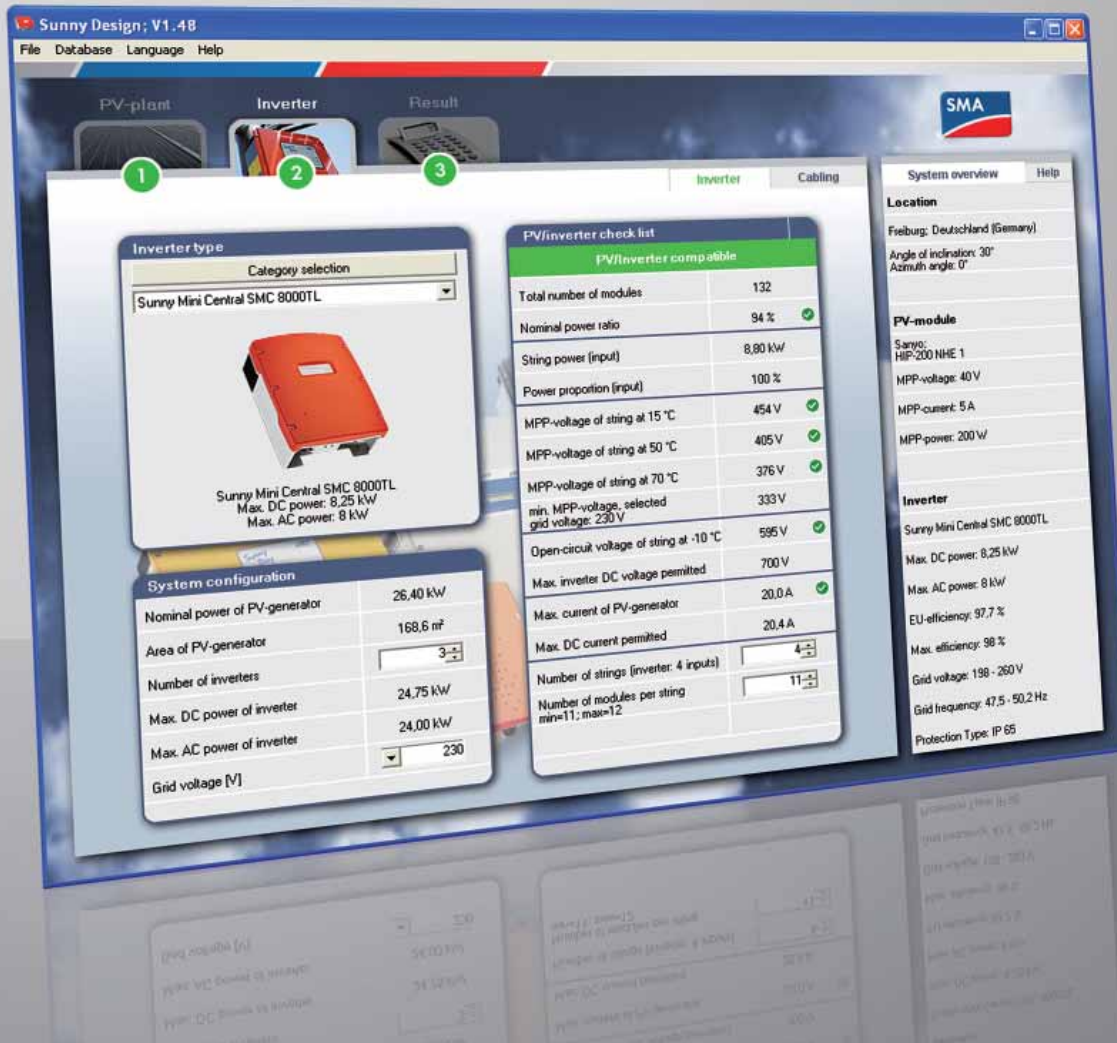 Sunny Design; V1.48
File Database Language Help
PV-plant Inverter Result
SMA
1 2 3
Inverter Cabling
System overview Help
Inverter type
Category selection
Sunny Mini Central SMC 8000TL
Sunny Mini Central SMC 8000TL
Max. DC power: 8,25 kW
Max. AC power: 8 kW
System configuration
Nominal power of PV-generator 26,40 kW
Area of PV-generator 168,6 m²
Number of inverters 3
Max. DC power of inverter 24,75 kW
Max. AC power of inverter 24,00 kW
Grid voltage [V] 230
PV/inverter check list
PV/Inverter compatible
Total number of modules 132
Nominal power ratio 94 %
String power (input) 8,80 kW
Power proportion (input) 100 %
MPP-voltage of string at 15 °C 454 V
MPP-voltage of string at 50 °C 405 V
MPP-voltage of string at 70 °C 376 V
min. MPP-voltage, selected
grid voltage: 230 V 333 V
Open-circuit voltage of string at -10 °C 595 V
Max. inverter DC voltage permitted 700 V
Max. current of PV-generator 20,0 A
Max. DC current permitted 20,4 A
Number of strings (inverter: 4 inputs) 4
Number of modules per string 11
min=11; max=12
Location
Freiburg; Deutschland (Germany)
Angle of inclination: 30°
Azimuth angle: 0°
PV-module
Sanyo;
HIP-200 NHE 1
MPP-voltage: 40 V
MPP-current: 5 A
MPP-power: 200 W
Inverter
Sunny Mini Central SMC 8000TL
Max. DC power: 8,25 kW
Max. AC power: 8 kW
EU-efficiency: 97,7 %
Max. efficiency: 98 %
Grid voltage: 198 - 260 V
Grid frequency: 47,5 - 50,2 Hz
Protection Type: IP 65